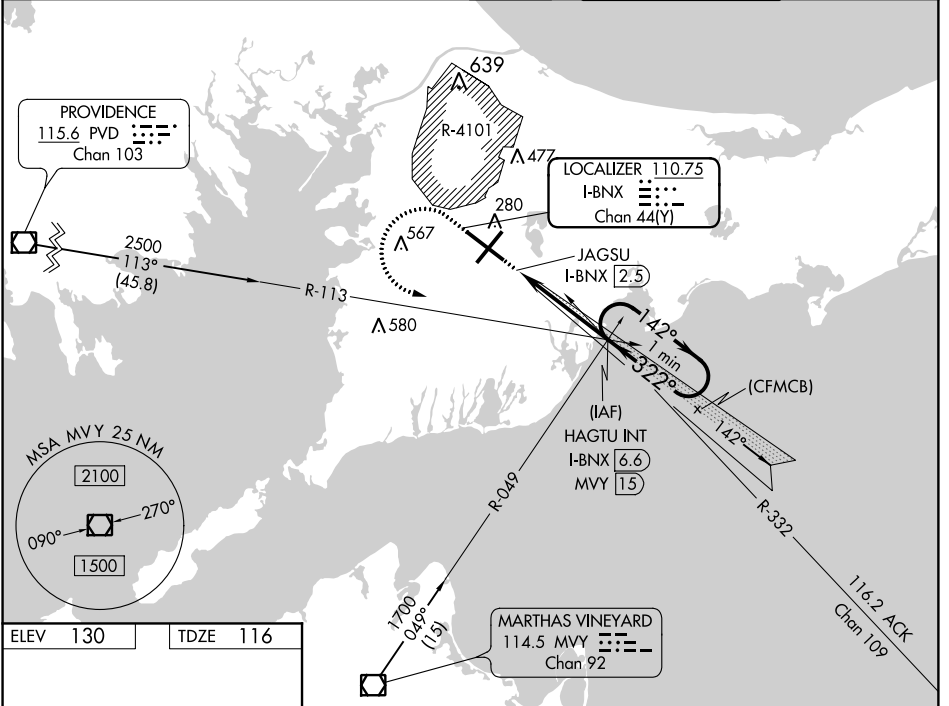 PROVIDENCE
115.6 PVD
Chan 103
639
R-4101
477
LOCALIZER 110.75
I-BNX
Chan 44(Y)
280
567
JAGSU
I-BNX 2.5
2500
113°
(45.8)
R-113
580
142°
1 min
322°
(CFMCB)
142°
(IAF)
HAGTU INT
I-BNX 6.6
MVY 15
MSA MVY 25 NM
2100
270°
090°
1500
R-049
R-332
116.2 ACK
Chan 109
1700
049°
(15)
MARTHAS VINEYARD
114.5 MVY
Chan 92
ELEV 130
TDZE 116